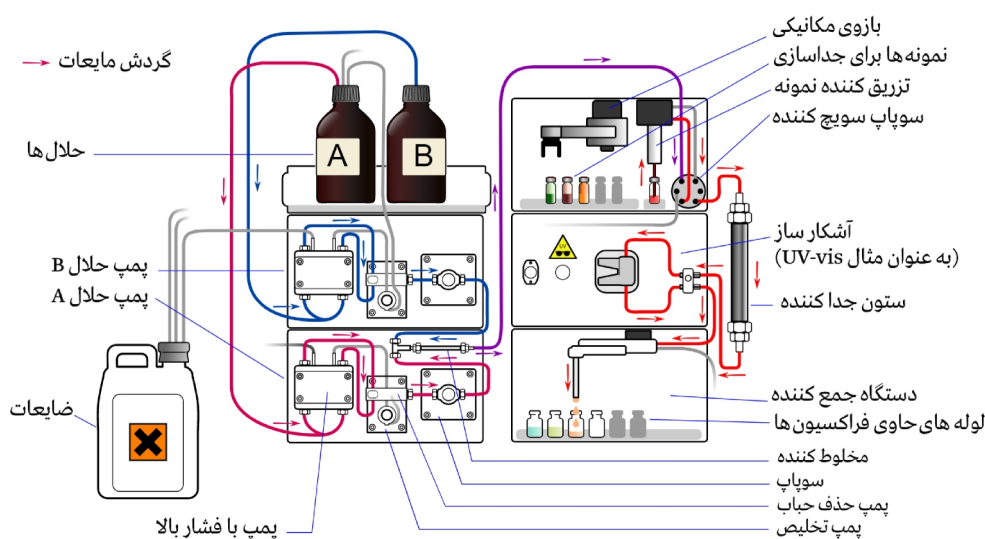 گردش مایعات
حلال‌ها
A
B
پمپ حلال B
پمپ حلال A
ضایعات
پمپ با فشار بالا
بازوی مکانیکی
نمونه‌ها برای جداسازی
تزریق کننده نمونه
سوپاپ سویچ کننده
آشکار ساز
(به عنوان مثال UV-vis)
ستون جدا کننده
دستگاه جمع کننده
لوله های حاوی فراکسیون‌ها
مخلوط کننده
سوپاپ
پمپ حذف حباب
پمپ تخلیص
UV